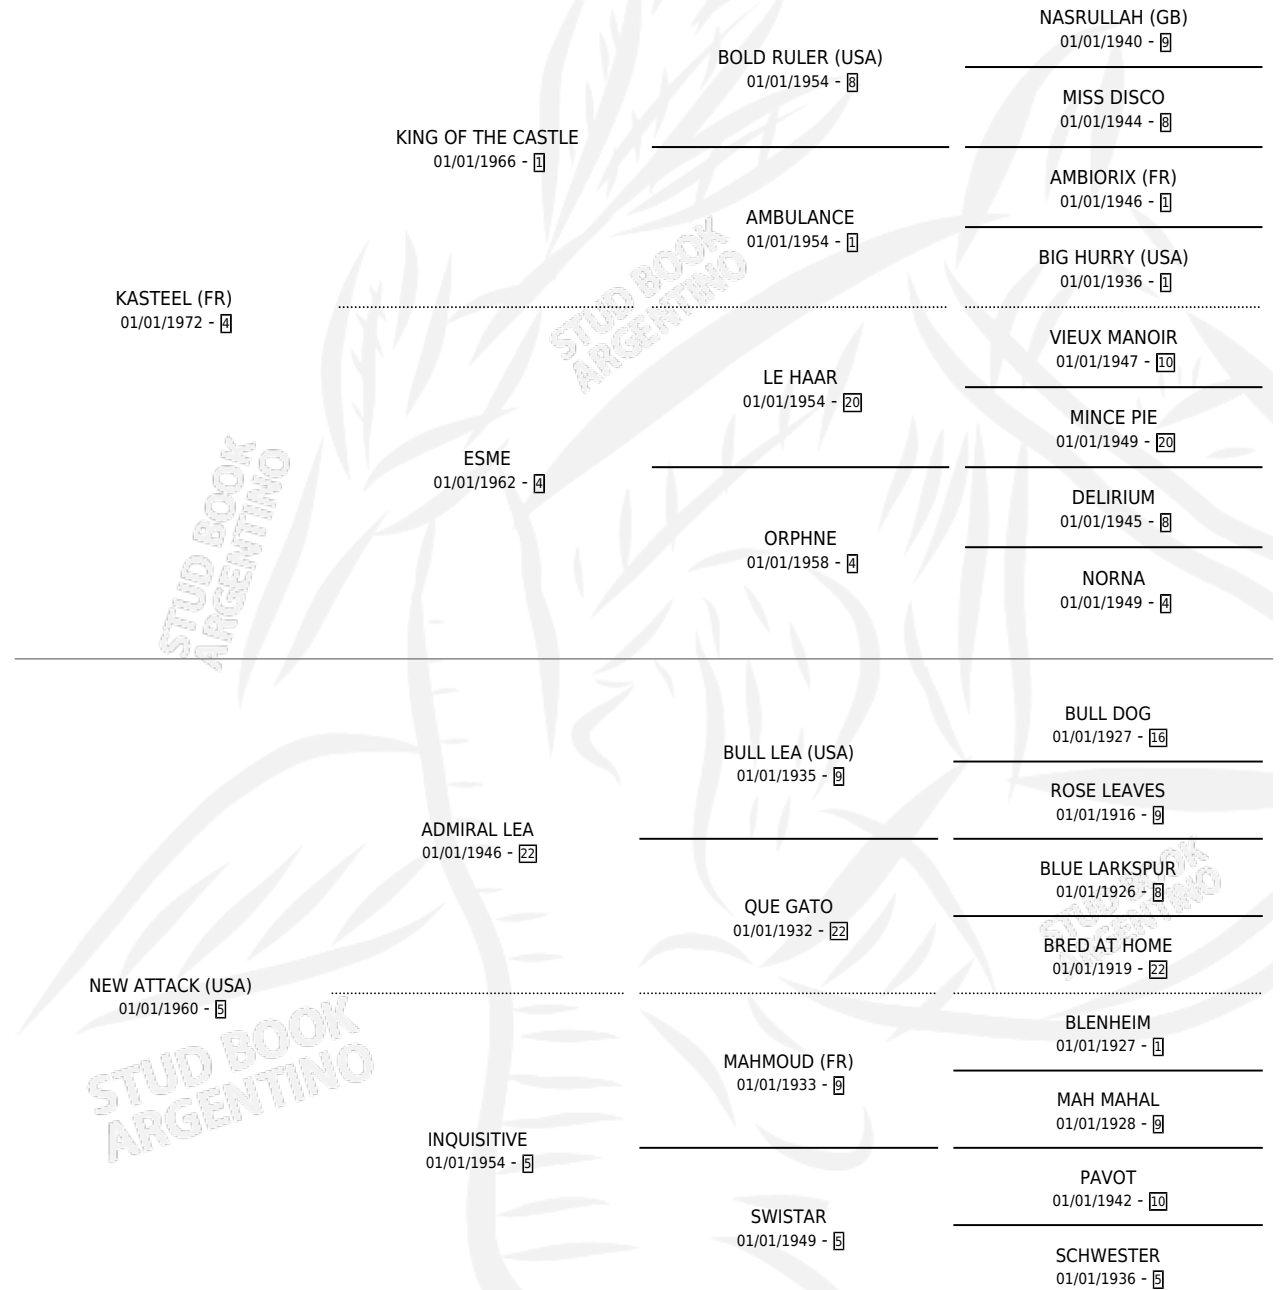 NASRULLAH (GB)
01/01/1940 - 9
BOLD RULER (USA)
01/01/1954 - 8
MISS DISCO
01/01/1944 - 8
KING OF THE CASTLE
01/01/1966 - 1
AMBIORIX (FR)
01/01/1946 - 1
AMBULANCE
01/01/1954 - 1
BIG HURRY (USA)
01/01/1936 - 1
KASTEEL (FR)
01/01/1972 - 4
VIEUX MANOIR
01/01/1947 - 10
LE HAAR
01/01/1954 - 20
MINCE PIE
01/01/1949 - 20
ESME
01/01/1962 - 4
DELIRIUM
01/01/1945 - 8
ORPHNE
01/01/1958 - 4
NORNA
01/01/1949 - 4
BULL DOG
01/01/1927 - 16
BULL LEA (USA)
01/01/1935 - 9
ROSE LEAVES
01/01/1916 - 9
ADMIRAL LEA
01/01/1946 - 22
BLUE LARKSPUR
01/01/1926 - 8
QUE GATO
01/01/1932 - 22
BRED AT HOME
01/01/1919 - 22
NEW ATTACK (USA)
01/01/1960 - 5
BLENHEIM
01/01/1927 - 1
MAHMOUD (FR)
01/01/1933 - 9
MAH MAHAL
01/01/1928 - 9
INQUISITIVE
01/01/1954 - 5
PAVOT
01/01/1942 - 10
SWISTAR
01/01/1949 - 5
SCHWESTER
01/01/1936 - 5
STUD BOOK
ARGENTINO
STUD BOOK
ARGENTINO
STUD BOOK
ARGENTINO
STUD BOOK
ARGENTINO